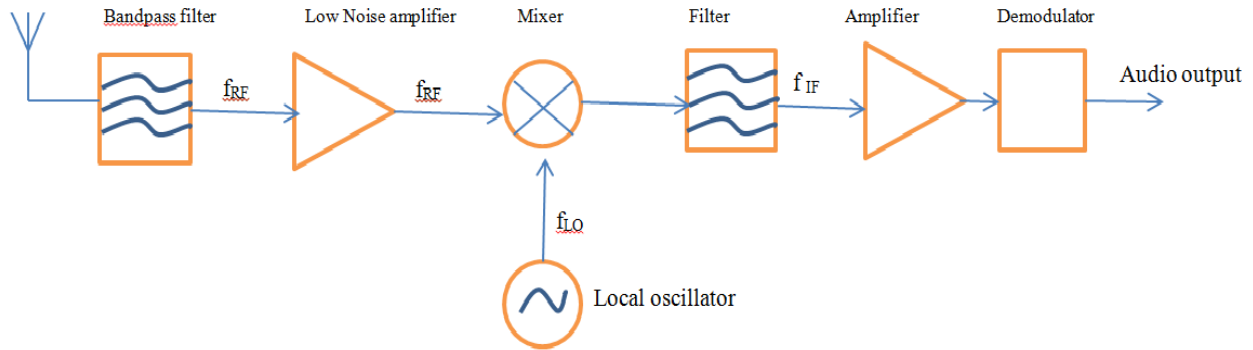 Bandpass filter
Low Noise amplifier
Mixer
Filter
Amplifier
Demodulator
fRF
fRF
f IF
Audio output
fLO
Local oscillator